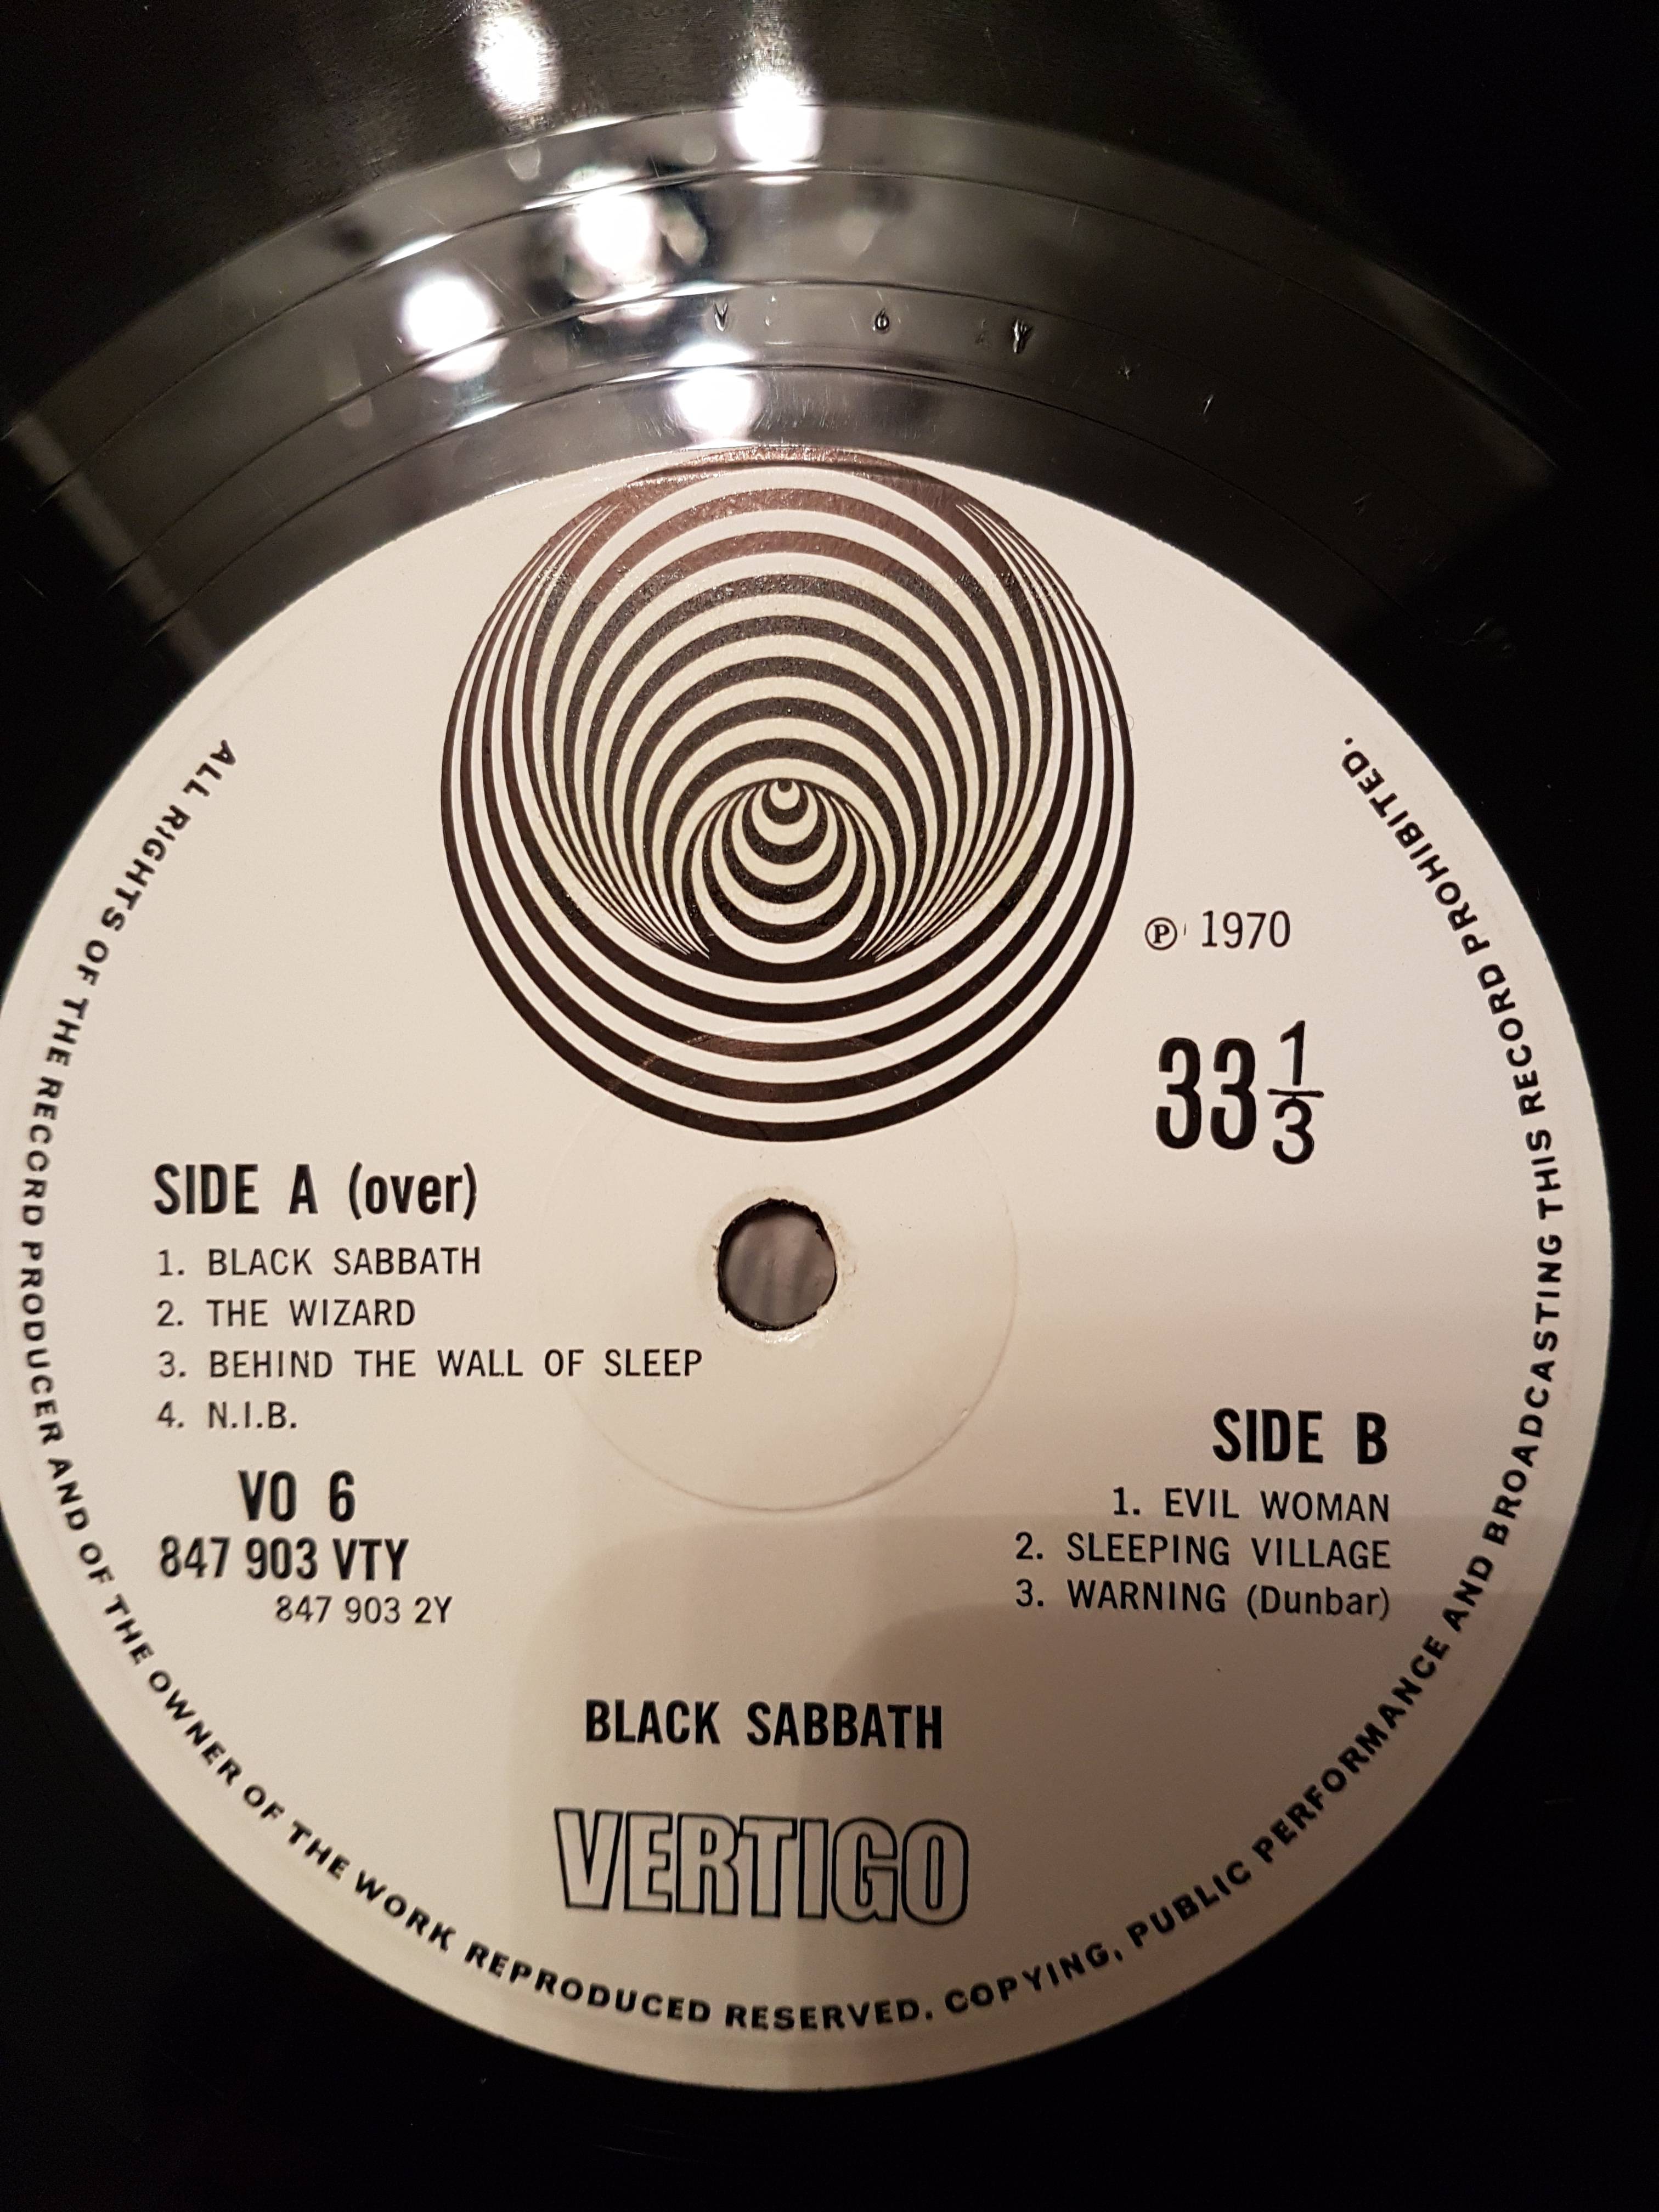 V 6 Y
ALL RIGHTS OF THE RECORD PRODUCER AND OF THE OWNER OF THE WORK REPRODUCED RESERVED. COPYING, PUBLIC PERFORMANCE AND BROADCASTING THIS RECORD PROHIBITED.
Ⓟ 1970
33 1/3
SIDE A (over)
1. BLACK SABBATH
2. THE WIZARD
3. BEHIND THE WALL OF SLEEP
4. N.I.B.
VO 6
847 903 VTY
847 903 2Y
SIDE B
1. EVIL WOMAN
2. SLEEPING VILLAGE
3. WARNING (Dunbar)
BLACK SABBATH
VERTIGO